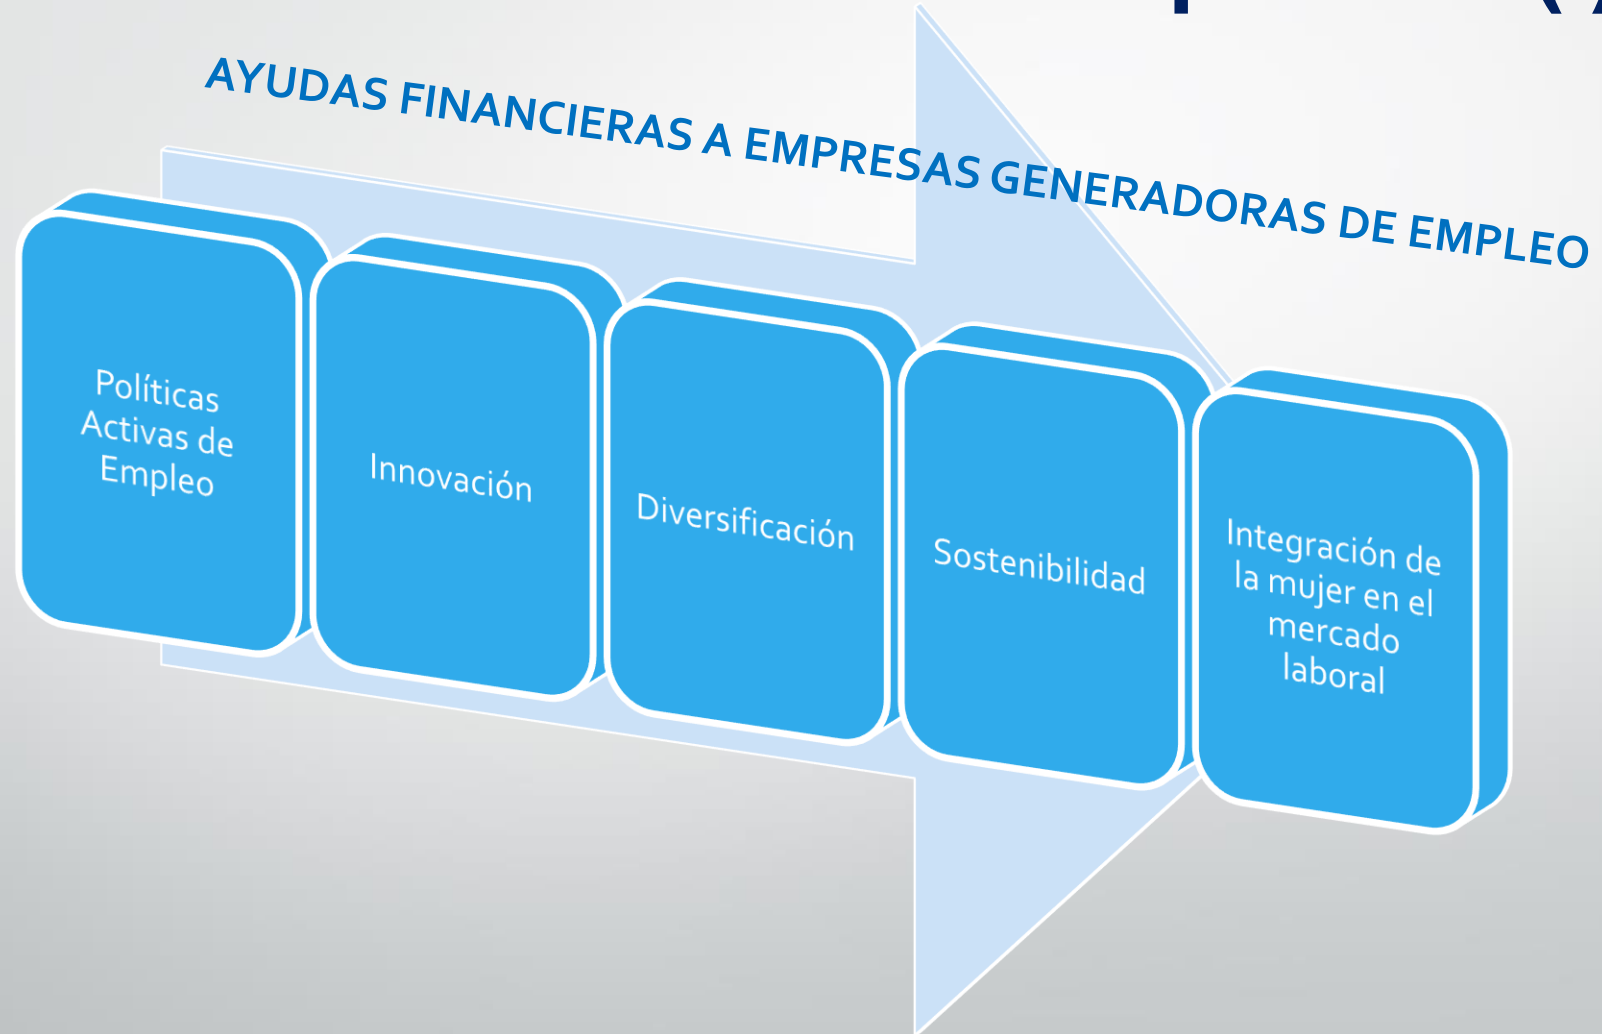 AYUDAS FINANCIERAS A EMPRESAS GENERADORAS DE EMPLEO
Políticas
Activas de
Empleo
Innovación
Diversificación
Sostenibilidad
Integración de
la mujer en el
mercado
laboral